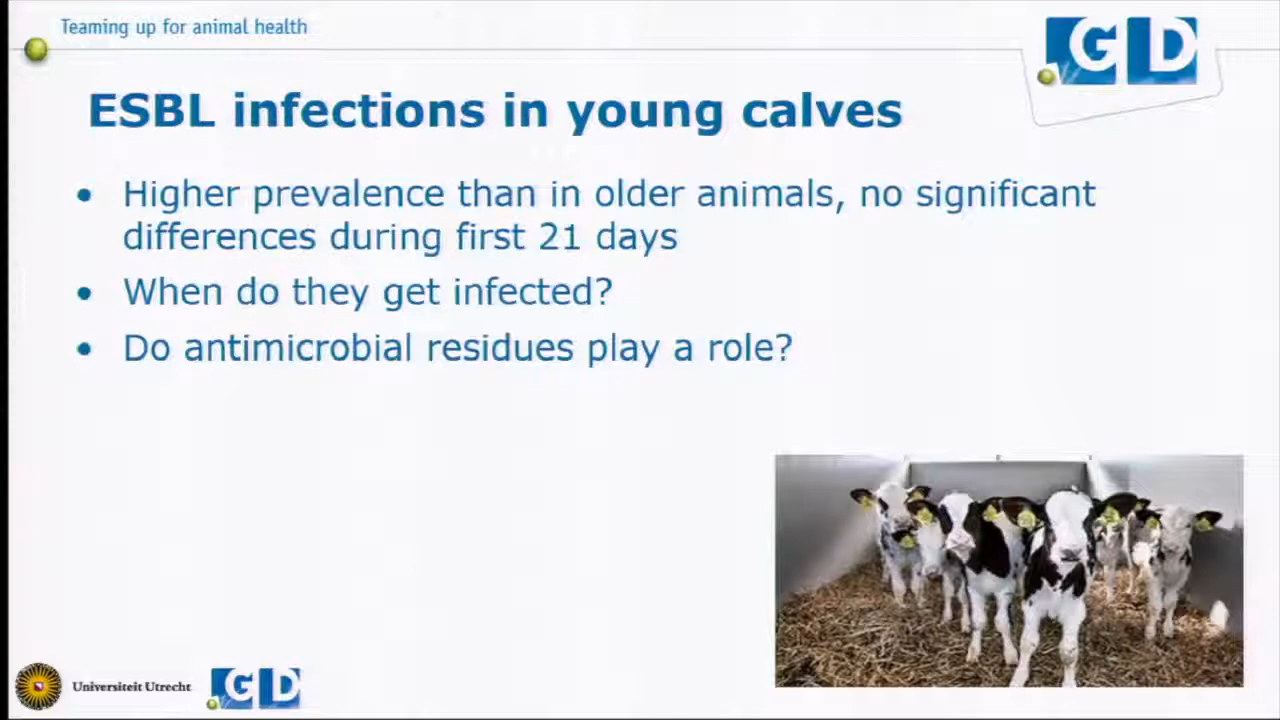 Teaming up for animal health
GD
ESBL infections in young calves
• Higher prevalence than in older animals, no significant
differences during first 21 days
• When do they get infected?
• Do antimicrobial residues play a role?
Universiteit Utrecht
GD